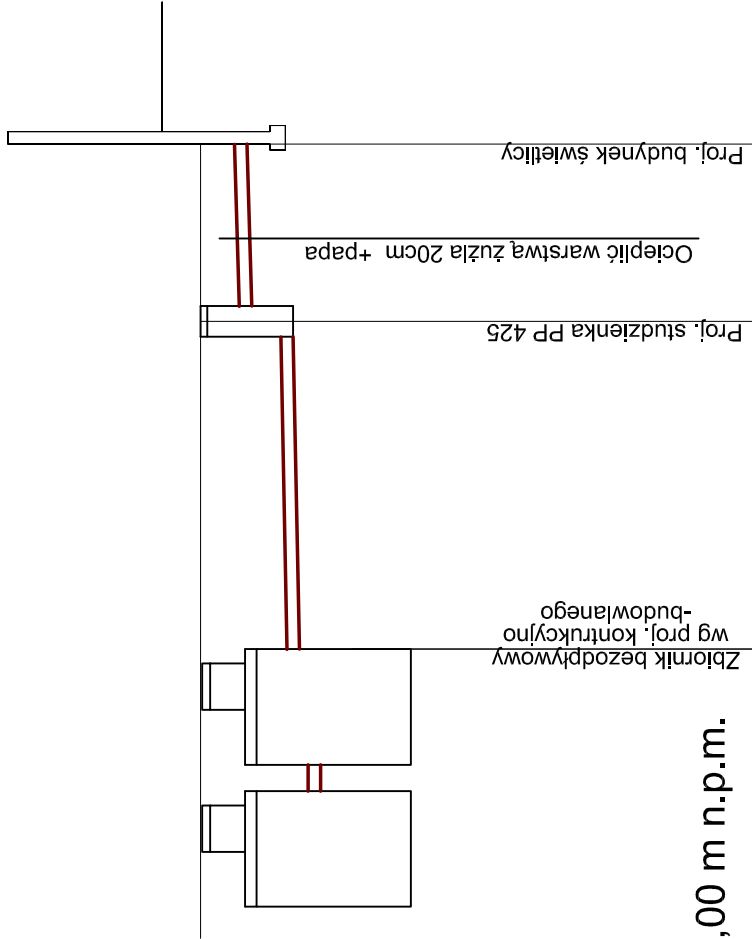 Proj. budynek świetlicy
Ocieplić warstwą żużla 20cm +papa
Proj. studzienka PP 425
Zbiornik bezodpływowy
wg proj. kontrukcyjno
-budowlanego
,00 m n.p.m.